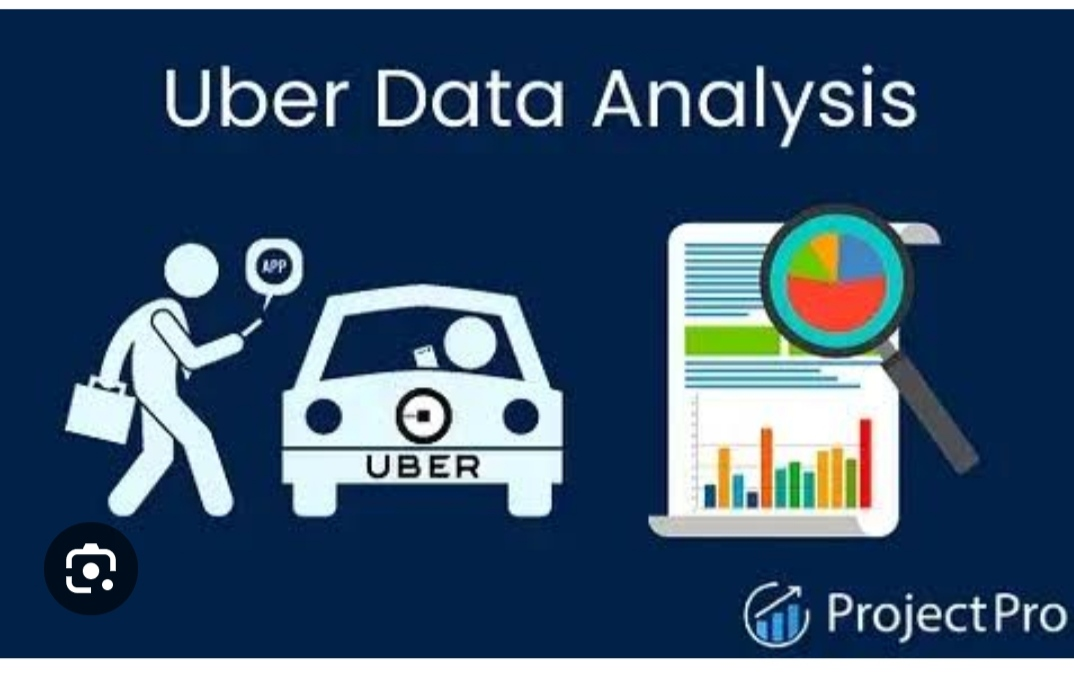 Uber Data Analysis
APP
UBER
ProjectPro